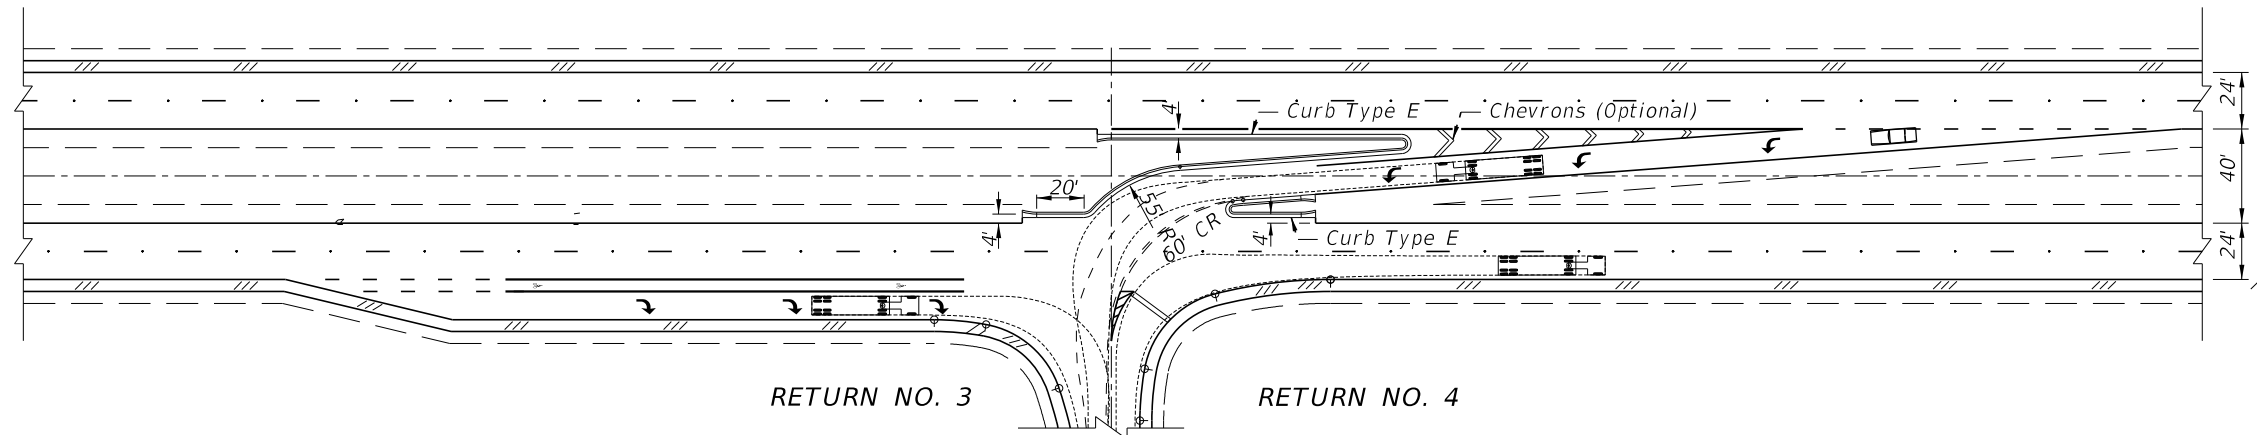 24'
4'
Curb Type E
Chevrons (Optional)
20'
55' R
60' CR
40'
4'
4'
Curb Type E
24'
RETURN NO. 3
RETURN NO. 4